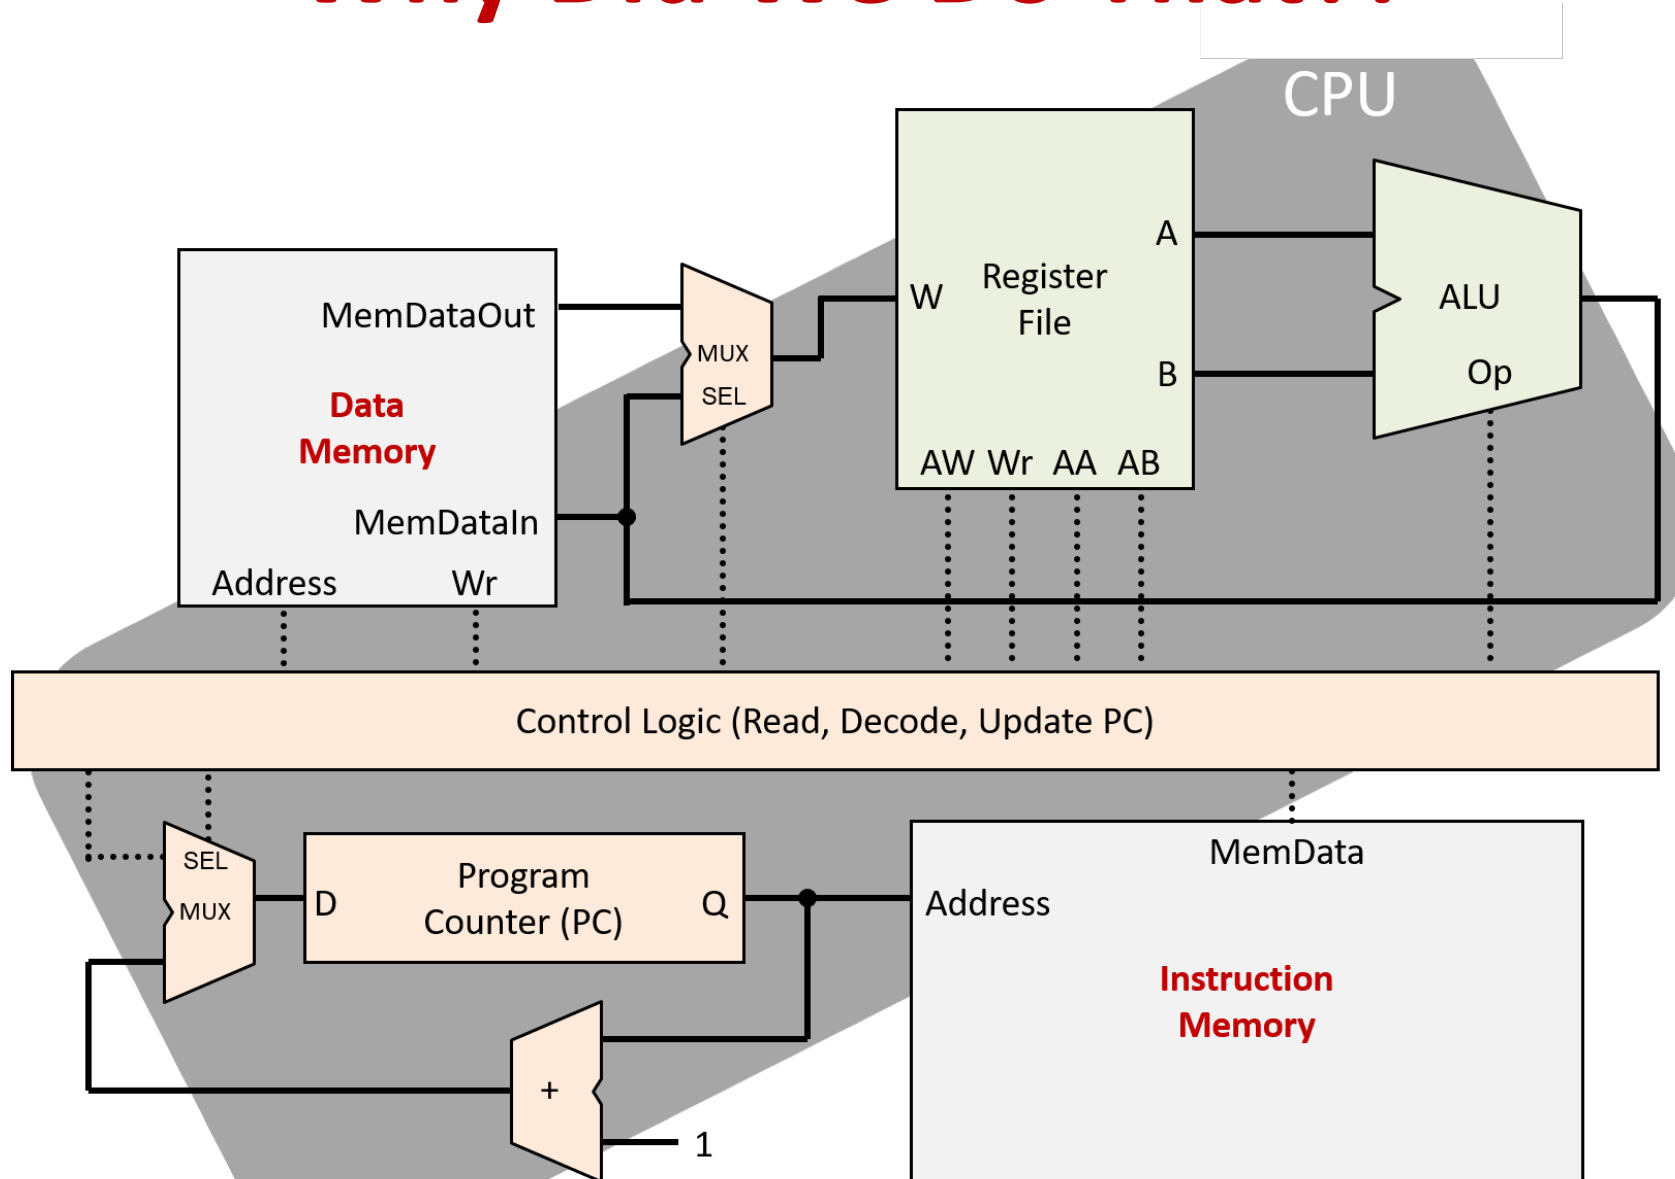 CPU
MemDataOut
Data
Memory
MemDataIn
Address Wr
MUX
SEL
W
Register
File
A
B
AW Wr AA AB
ALU
Op
Control Logic (Read, Decode, Update PC)
SEL
MUX
D
Program
Counter (PC)
Q
MemData
Address
Instruction
Memory
+
1